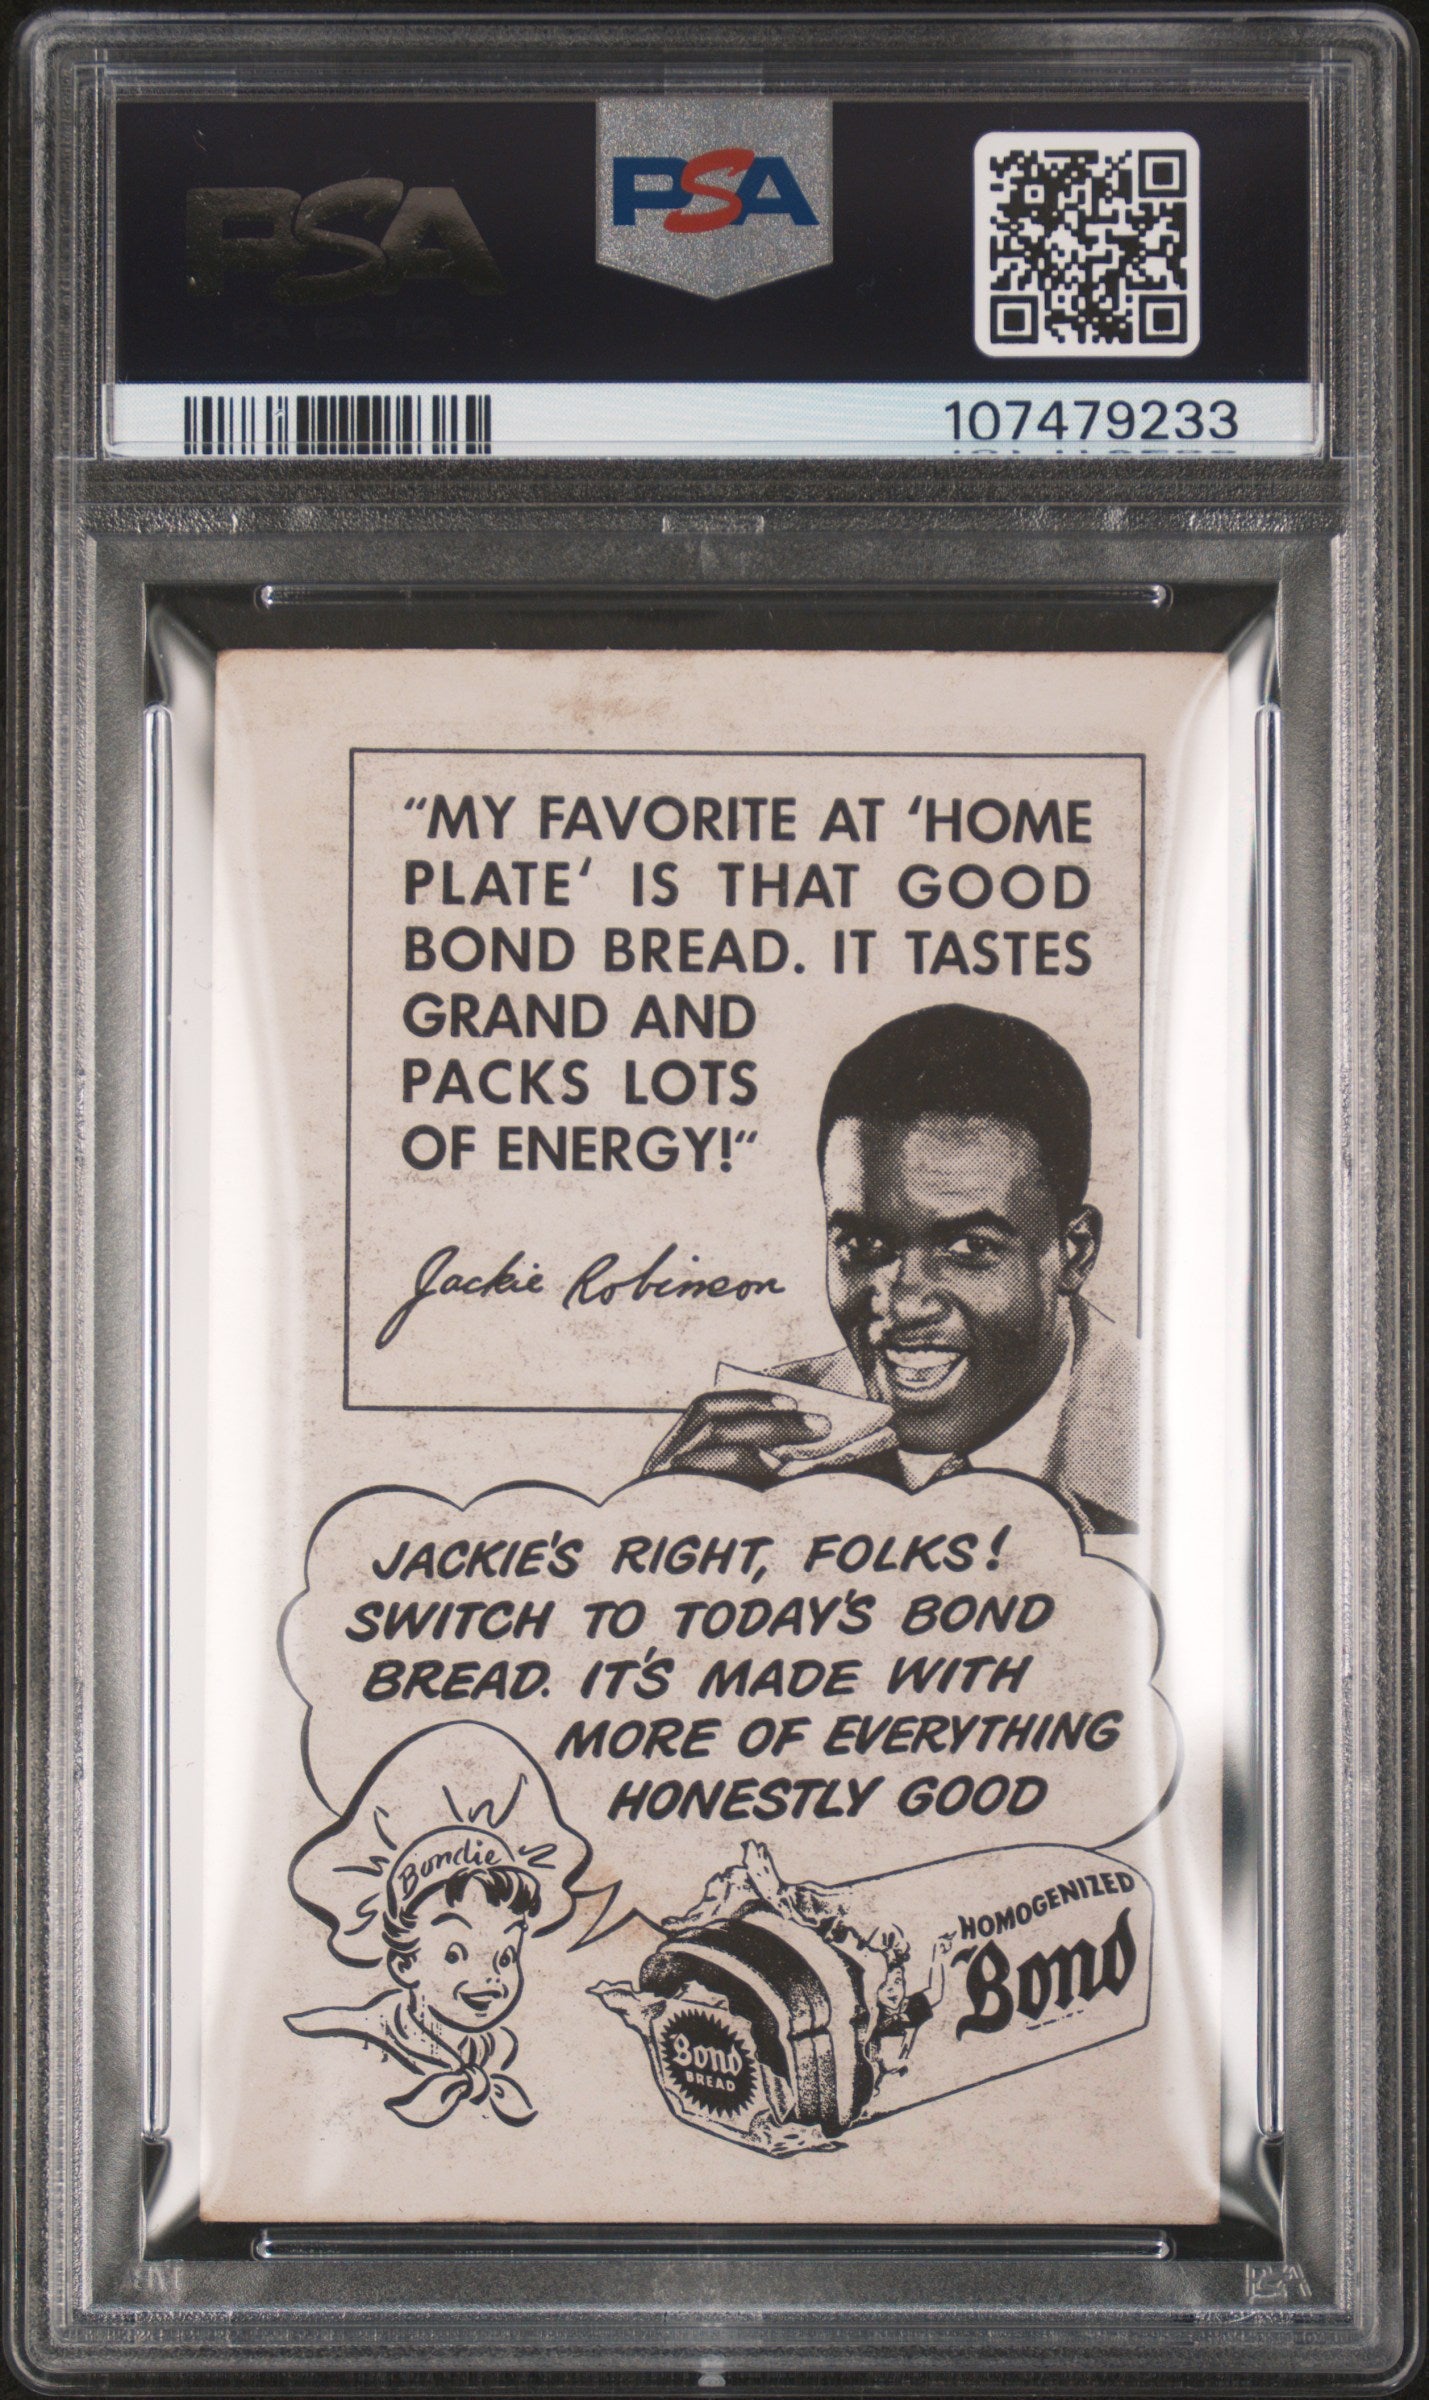 PSA
PSA
107479233
“MY FAVORITE AT ‘HOME
PLATE‘ IS THAT GOOD
BOND BREAD. IT TASTES
GRAND AND
PACKS LOTS
OF ENERGY!“
Jackie Robinson
JACKIE'S RIGHT, FOLKS!
SWITCH TO TODAY'S BOND
BREAD. IT'S MADE WITH
MORE OF EVERYTHING
HONESTLY GOOD
Bondie
HOMOGENIZED
Bond
Bond
BREAD
PSA